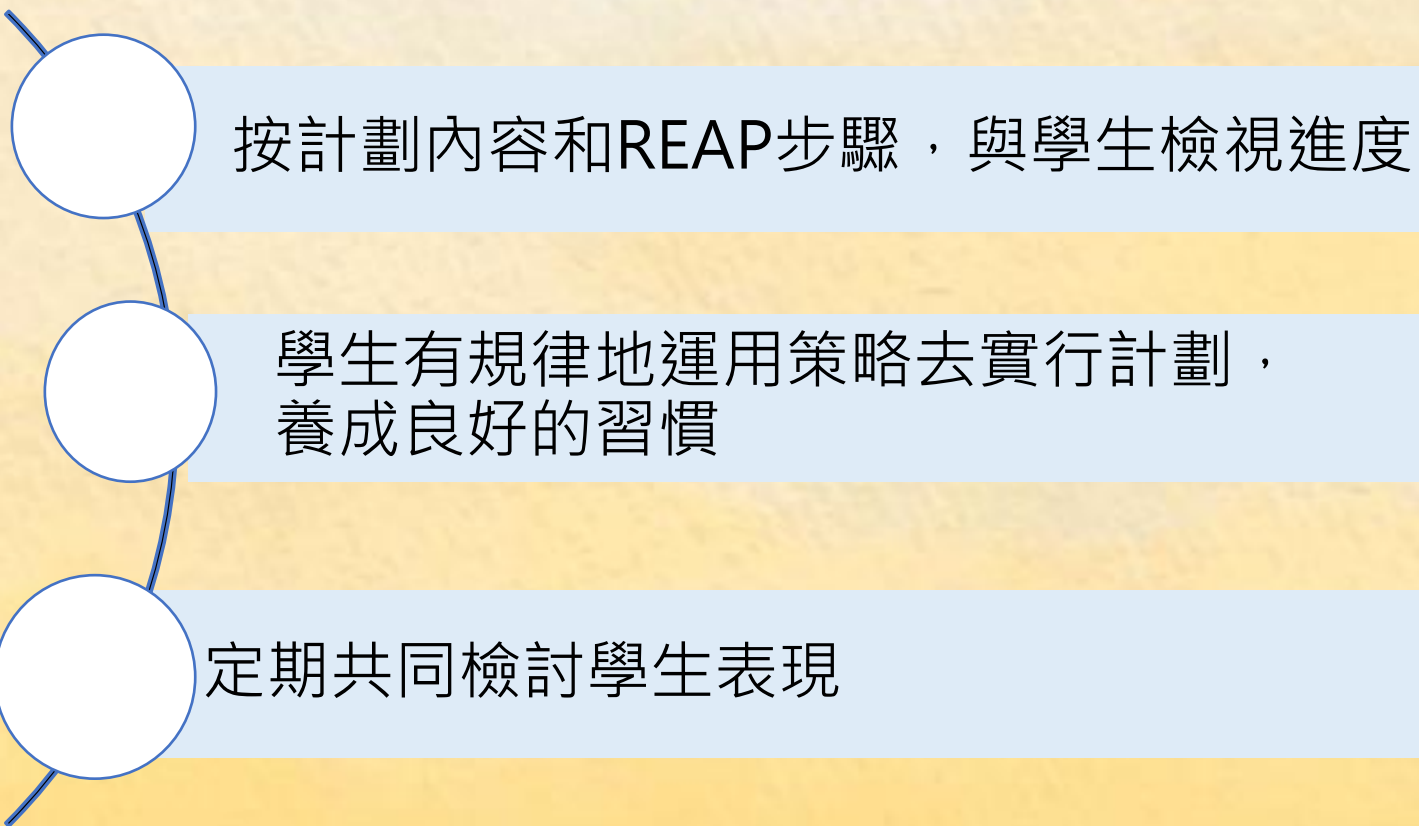 按計劃內容和REAP步驟，與學生檢視進度
學生有規律地運用策略去實行計劃，
養成良好的習慣
定期共同檢討學生表現